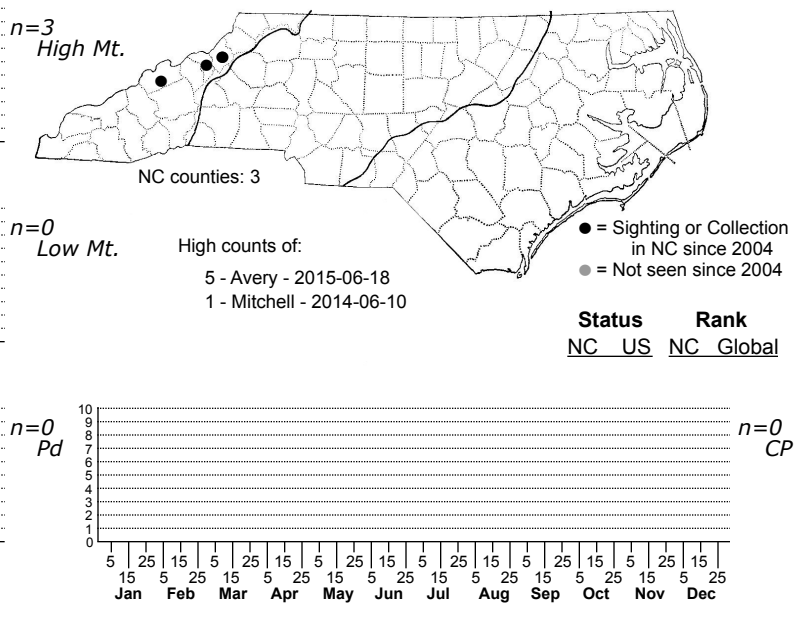 n=3
High Mt.
NC counties: 3
n=0
Low Mt.
High counts of:
5 - Avery - 2015-06-18
1 - Mitchell - 2014-06-10
● = Sighting or Collection
in NC since 2004
● = Not seen since 2004
Status Rank
NC US NC Global
n=0
Pd
10
9
8
7
6
5
4
3
2
1
0
n=0
CP
5 25 15 5 25 15 5 25 15 5 25 15 5 25 15 5 25 15
15 5 25 15 5 25 15 5 25 15 5 25 15 5 25 15 5 25
Jan Feb Mar Apr May Jun Jul Aug Sep Oct Nov Dec